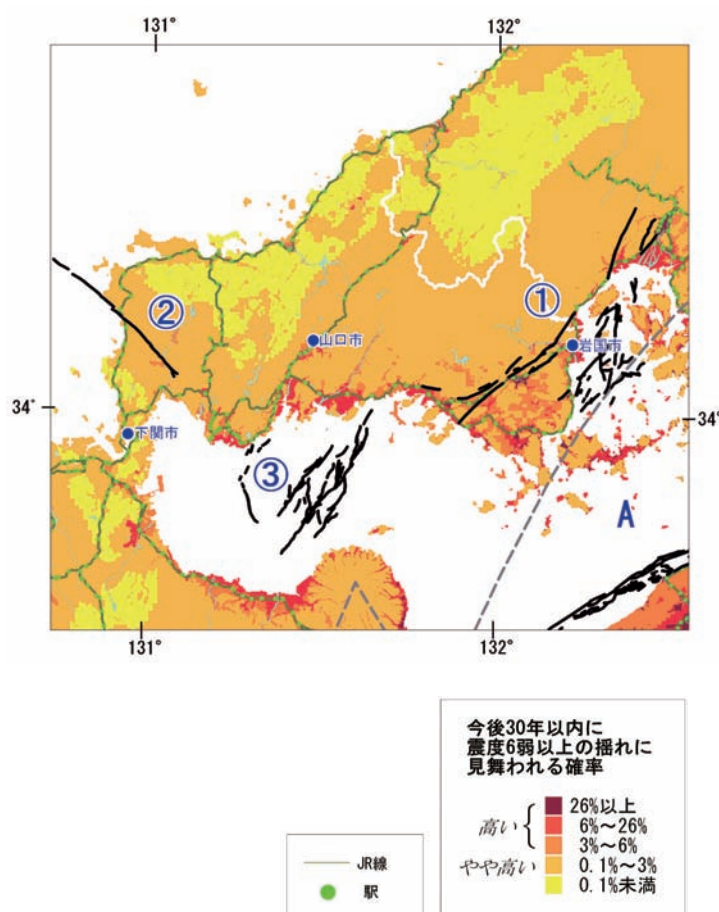 131°
132°
①
②
岩国市
山口市
34°
34°
下関市
③
A
131°
132°
今後30年以内に
震度6弱以上の揺れに
見舞われる確率
26%以上
高い
6%～26%
3%～6%
やや高い
0.1%～3%
0.1%未満
JR線
駅